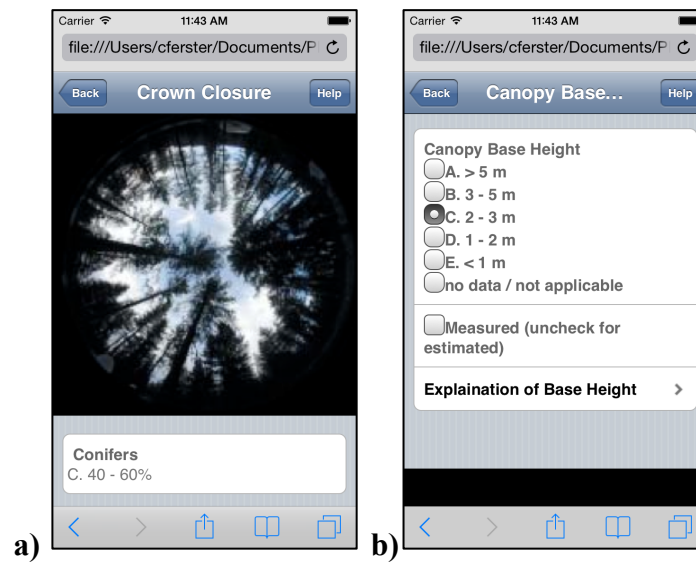 Carrier 11:43 AM
file:///Users/cferster/Documents/P
Back Crown Closure Help
Conifers
C. 40 - 60%
a)
Carrier 11:43 AM
file:///Users/cferster/Documents/P
Back Canopy Base... Help
Canopy Base Height
A. > 5 m
B. 3 - 5 m
C. 2 - 3 m
D. 1 - 2 m
E. < 1 m
no data / not applicable
Measured (uncheck for
estimated)
Explaination of Base Height
b)